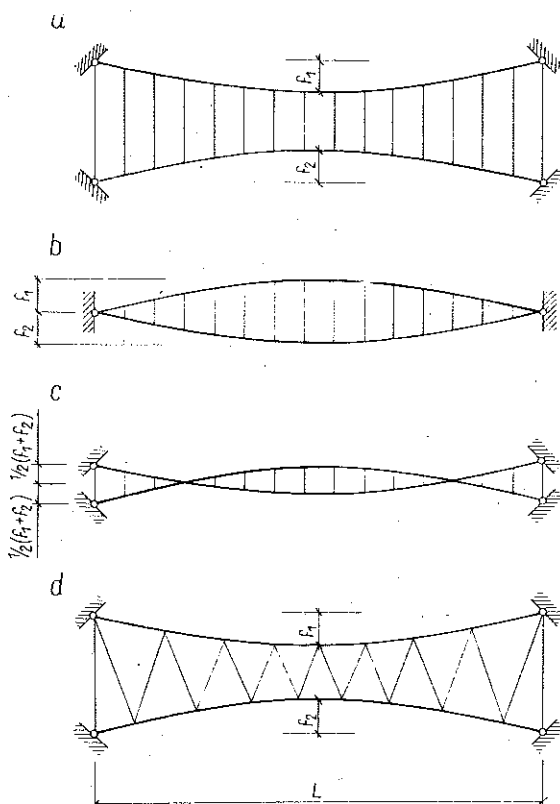 a
f₁
f₂
b
f₁
f₂
c
1/2(f₁+f₂)
1/2(f₁+f₂)
d
f₁
f₂
L